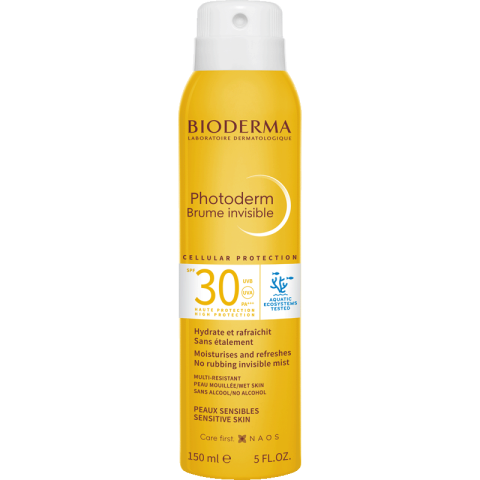 BIODERMA
LABORATOIRE DERMATOLOGIQUE
Photoderm
Brume invisible
CELLULAR PROTECTION
SPF 30 UVB
UVA
PA+++
HAUTE PROTECTION
HIGH PROTECTION
AQUATIC
ECOSYSTEMS
TESTED
Hydrate et rafraîchit
Sans étalement
Moisturises and refreshes
No rubbing invisible mist
MULTI-RESISTANT
PEAU MOUILLÉE/WET SKIN
SANS ALCOOL/NO ALCOHOL
PEAUX SENSIBLES
SENSITIVE SKIN
Care first. NAOS
150 ml ℮ 5 FL.OZ.